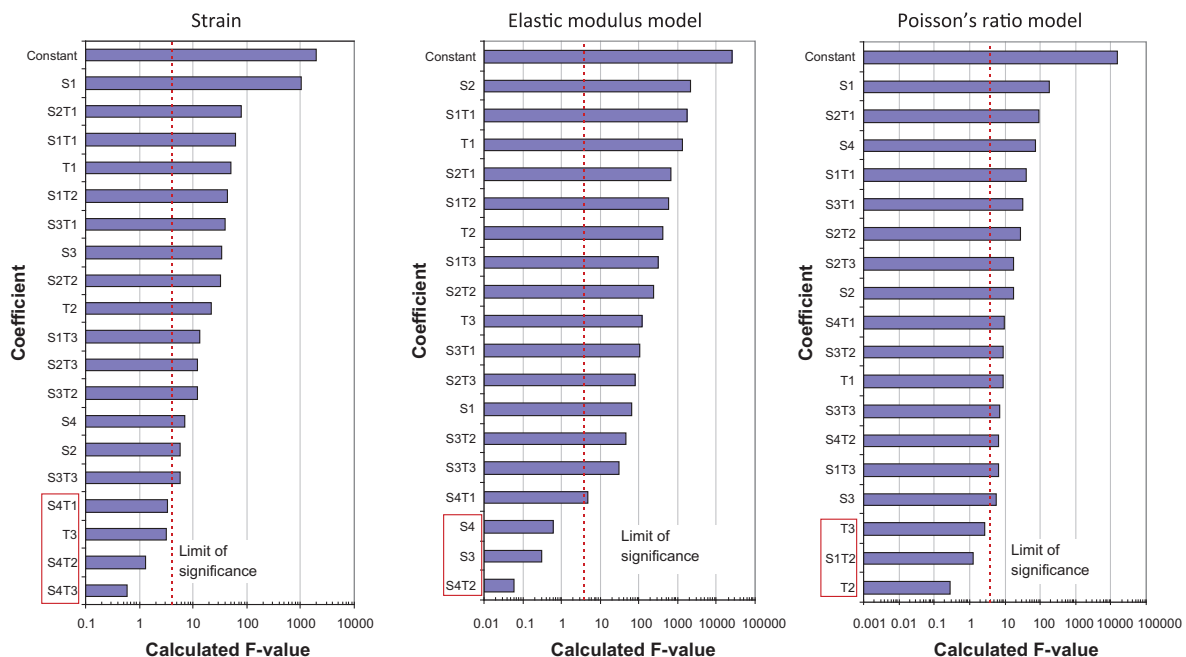 Strain
Constant
S1
S2T1
S1T1
T1
S1T2
S3T1
S3
S2T2
T2
S1T3
S2T3
S3T2
S4
S2
S3T3
S4T1
T3
S4T2
S4T3
Coefficient
Limit of
significance
0.1 1 10 100 1000 10000
Calculated F-value
Elastic modulus model
Constant
S2
S1T1
T1
S2T1
S1T2
T2
S1T3
S2T2
T3
S3T1
S2T3
S1
S3T2
S3T3
S4T1
S4
S3
S4T2
Coefficient
Limit of
significance
0.01 0.1 1 10 100 1000 10000 100000
Calculated F-value
Poisson's ratio model
Constant
S1
S2T1
S4
S1T1
S3T1
S2T2
S2T3
S2
S4T1
S3T2
T1
S3T3
S4T2
S1T3
S3
T3
S1T2
T2
Coefficient
Limit of
significance
0.001 0.01 0.1 1 10 100 1000 10000 100000
Calculated F-value